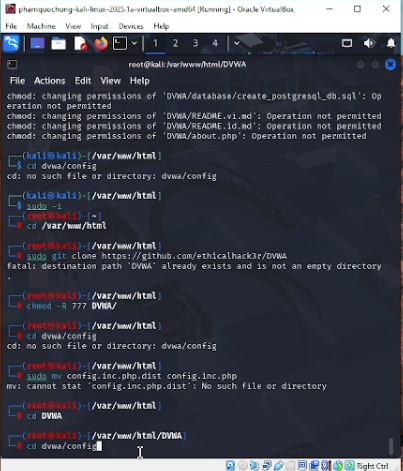 phamquochung-kali-linux-2025.1a-virtualbox-amd64 [Running] - Oracle VirtualBox
File Machine View Input Devices Help
1 2 3 4
root@kali: /var/www/html/DVWA
File Actions Edit View Help
chmod: changing permissions of 'DVWA/database/create_postgresql_db.sql': Op
eration not permitted
chmod: changing permissions of 'DVWA/README.vi.md': Operation not permitted
chmod: changing permissions of 'DVWA/README.id.md': Operation not permitted
chmod: changing permissions of 'DVWA/about.php': Operation not permitted
(kali㉿kali)-[/var/www/html]
$ cd dvwa/config
cd: no such file or directory: dvwa/config
(kali㉿kali)-[/var/www/html]
$ sudo -i
(root㉿kali)-[~]
# cd /var/www/html
(root㉿kali)-[/var/www/html]
# sudo git clone https://github.com/ethicalhack3r/DVWA
fatal: destination path 'DVWA' already exists and is not an empty directory
.
(root㉿kali)-[/var/www/html]
# chmod -R 777 DVWA/
(root㉿kali)-[/var/www/html]
# cd dvwa/config
cd: no such file or directory: dvwa/config
(root㉿kali)-[/var/www/html]
# sudo mv config.inc.php.dist config.inc.php
mv: cannot stat 'config.inc.php.dist': No such file or directory
(root㉿kali)-[/var/www/html]
# cd DVWA
(root㉿kali)-[/var/www/html/DVWA]
# cd dvwa/config
Right Ctrl